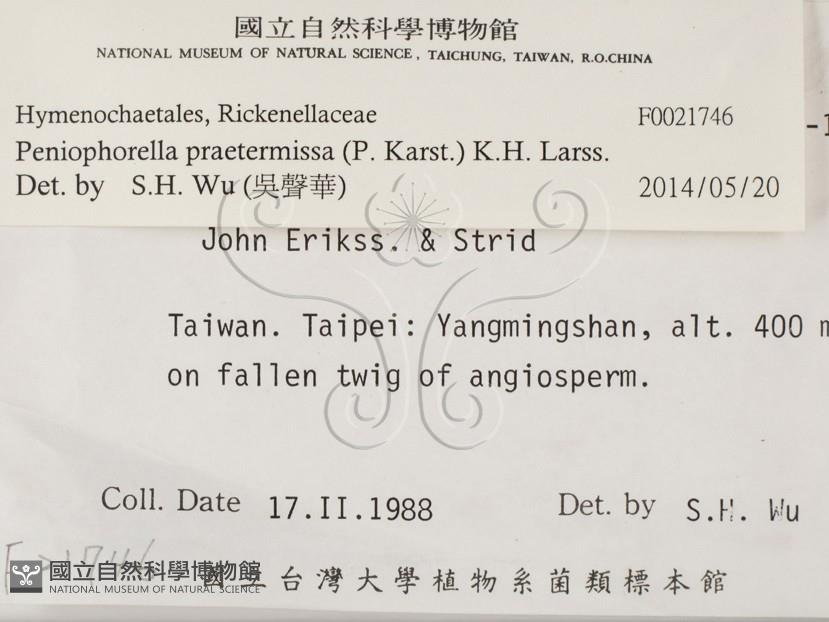 國立自然科學博物館
NATIONAL MUSEUM OF NATURAL SCIENCE, TAICHUNG, TAIWAN, R.O.CHINA
Hymenochaetales, Rickenellaceae F0021746
Peniophorella praetermissa (P. Karst.) K.H. Larss.
Det. by S.H. Wu (吳聲華) 2014/05/20
-1
John Erikss. & Strid
Taiwan. Taipei: Yangmingshan, alt. 400 m
on fallen twig of angiosperm.
Coll. Date 17.II.1988 Det. by S.H. Wu
國立台灣大學植物系菌類標本館
國立自然科學博物館
NATIONAL MUSEUM OF NATURAL SCIENCE